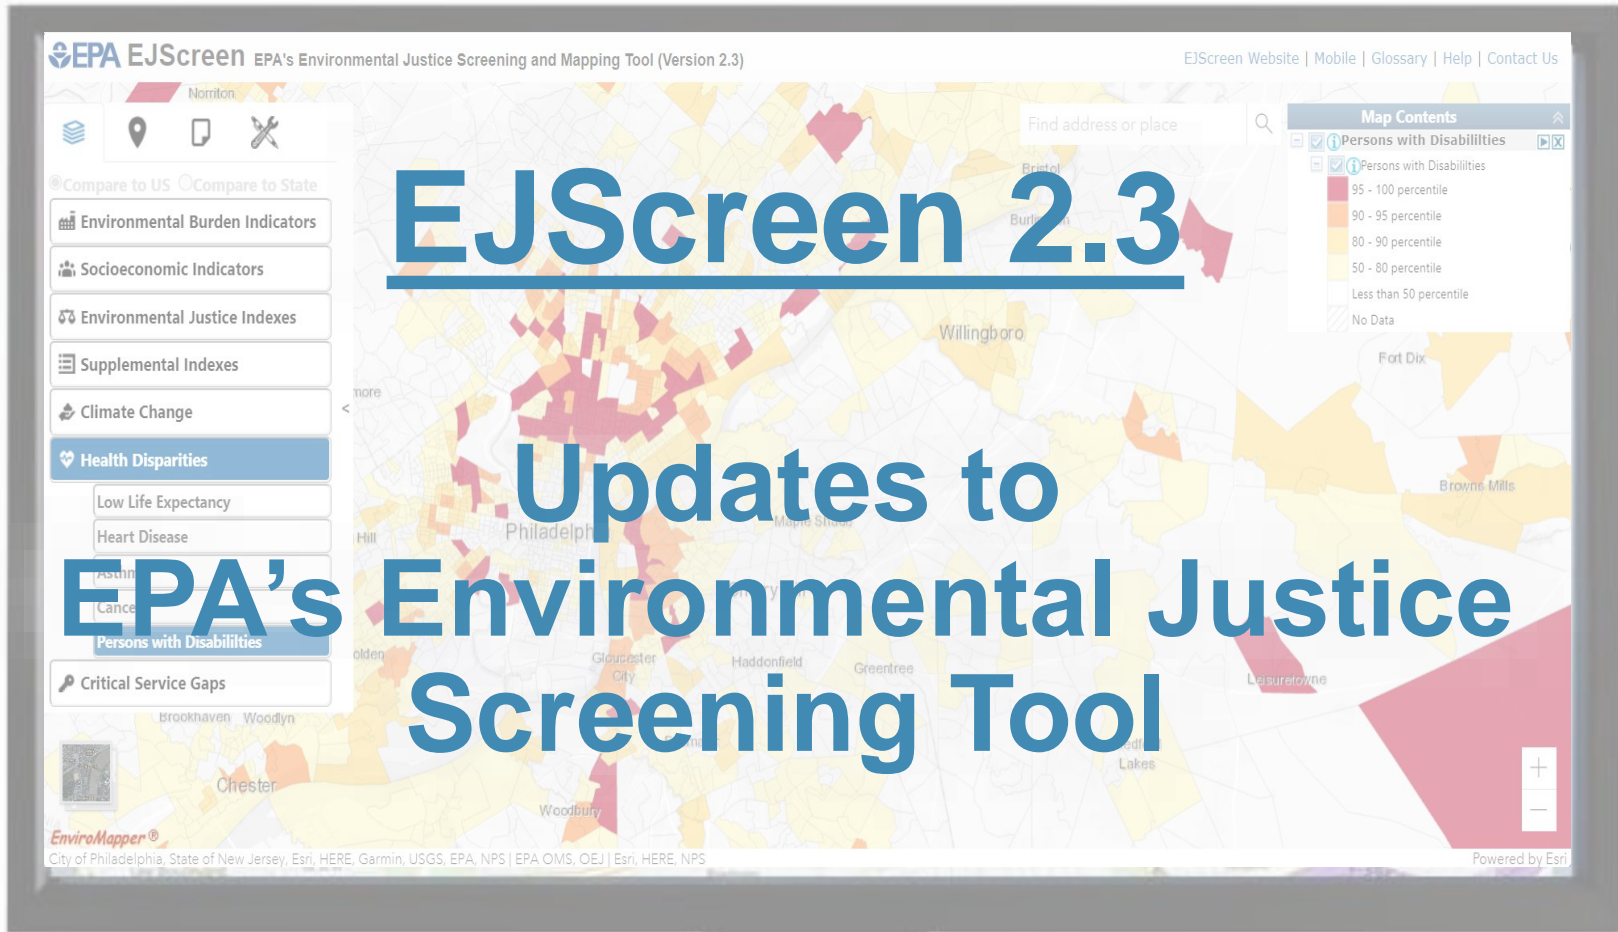 EPA EJScreen EPA's Environmental Justice Screening and Mapping Tool (Version 2.3)
EJScreen Website | Mobile | Glossary | Help | Contact Us
Norriton
Find address or place
Map Contents
Persons with Disabililties
Persons with Disabililties
95 - 100 percentile
90 - 95 percentile
80 - 90 percentile
50 - 80 percentile
Less than 50 percentile
No Data
Compare to US Compare to State
Environmental Burden Indicators
Socioeconomic Indicators
Environmental Justice Indexes
Supplemental Indexes
Climate Change
Health Disparities
Low Life Expectancy
Heart Disease
Persons with Disabililties
Critical Service Gaps
EJScreen 2.3
Updates to
EPA's Environmental Justice
Screening Tool
Bristol
Willingboro
Fort Dix
Browns Mills
Hill
Gloucester
City
Haddonfield
Greentree
Leisuretowne
Lakes
Brookhaven Woodlyn
Chester
Woodbury
EnviroMapper ®
City of Philadelphia, State of New Jersey, Esri, HERE, Garmin, USGS, EPA, NPS | EPA OMS, OEJ | Esri, HERE, NPS
Powered by Esri